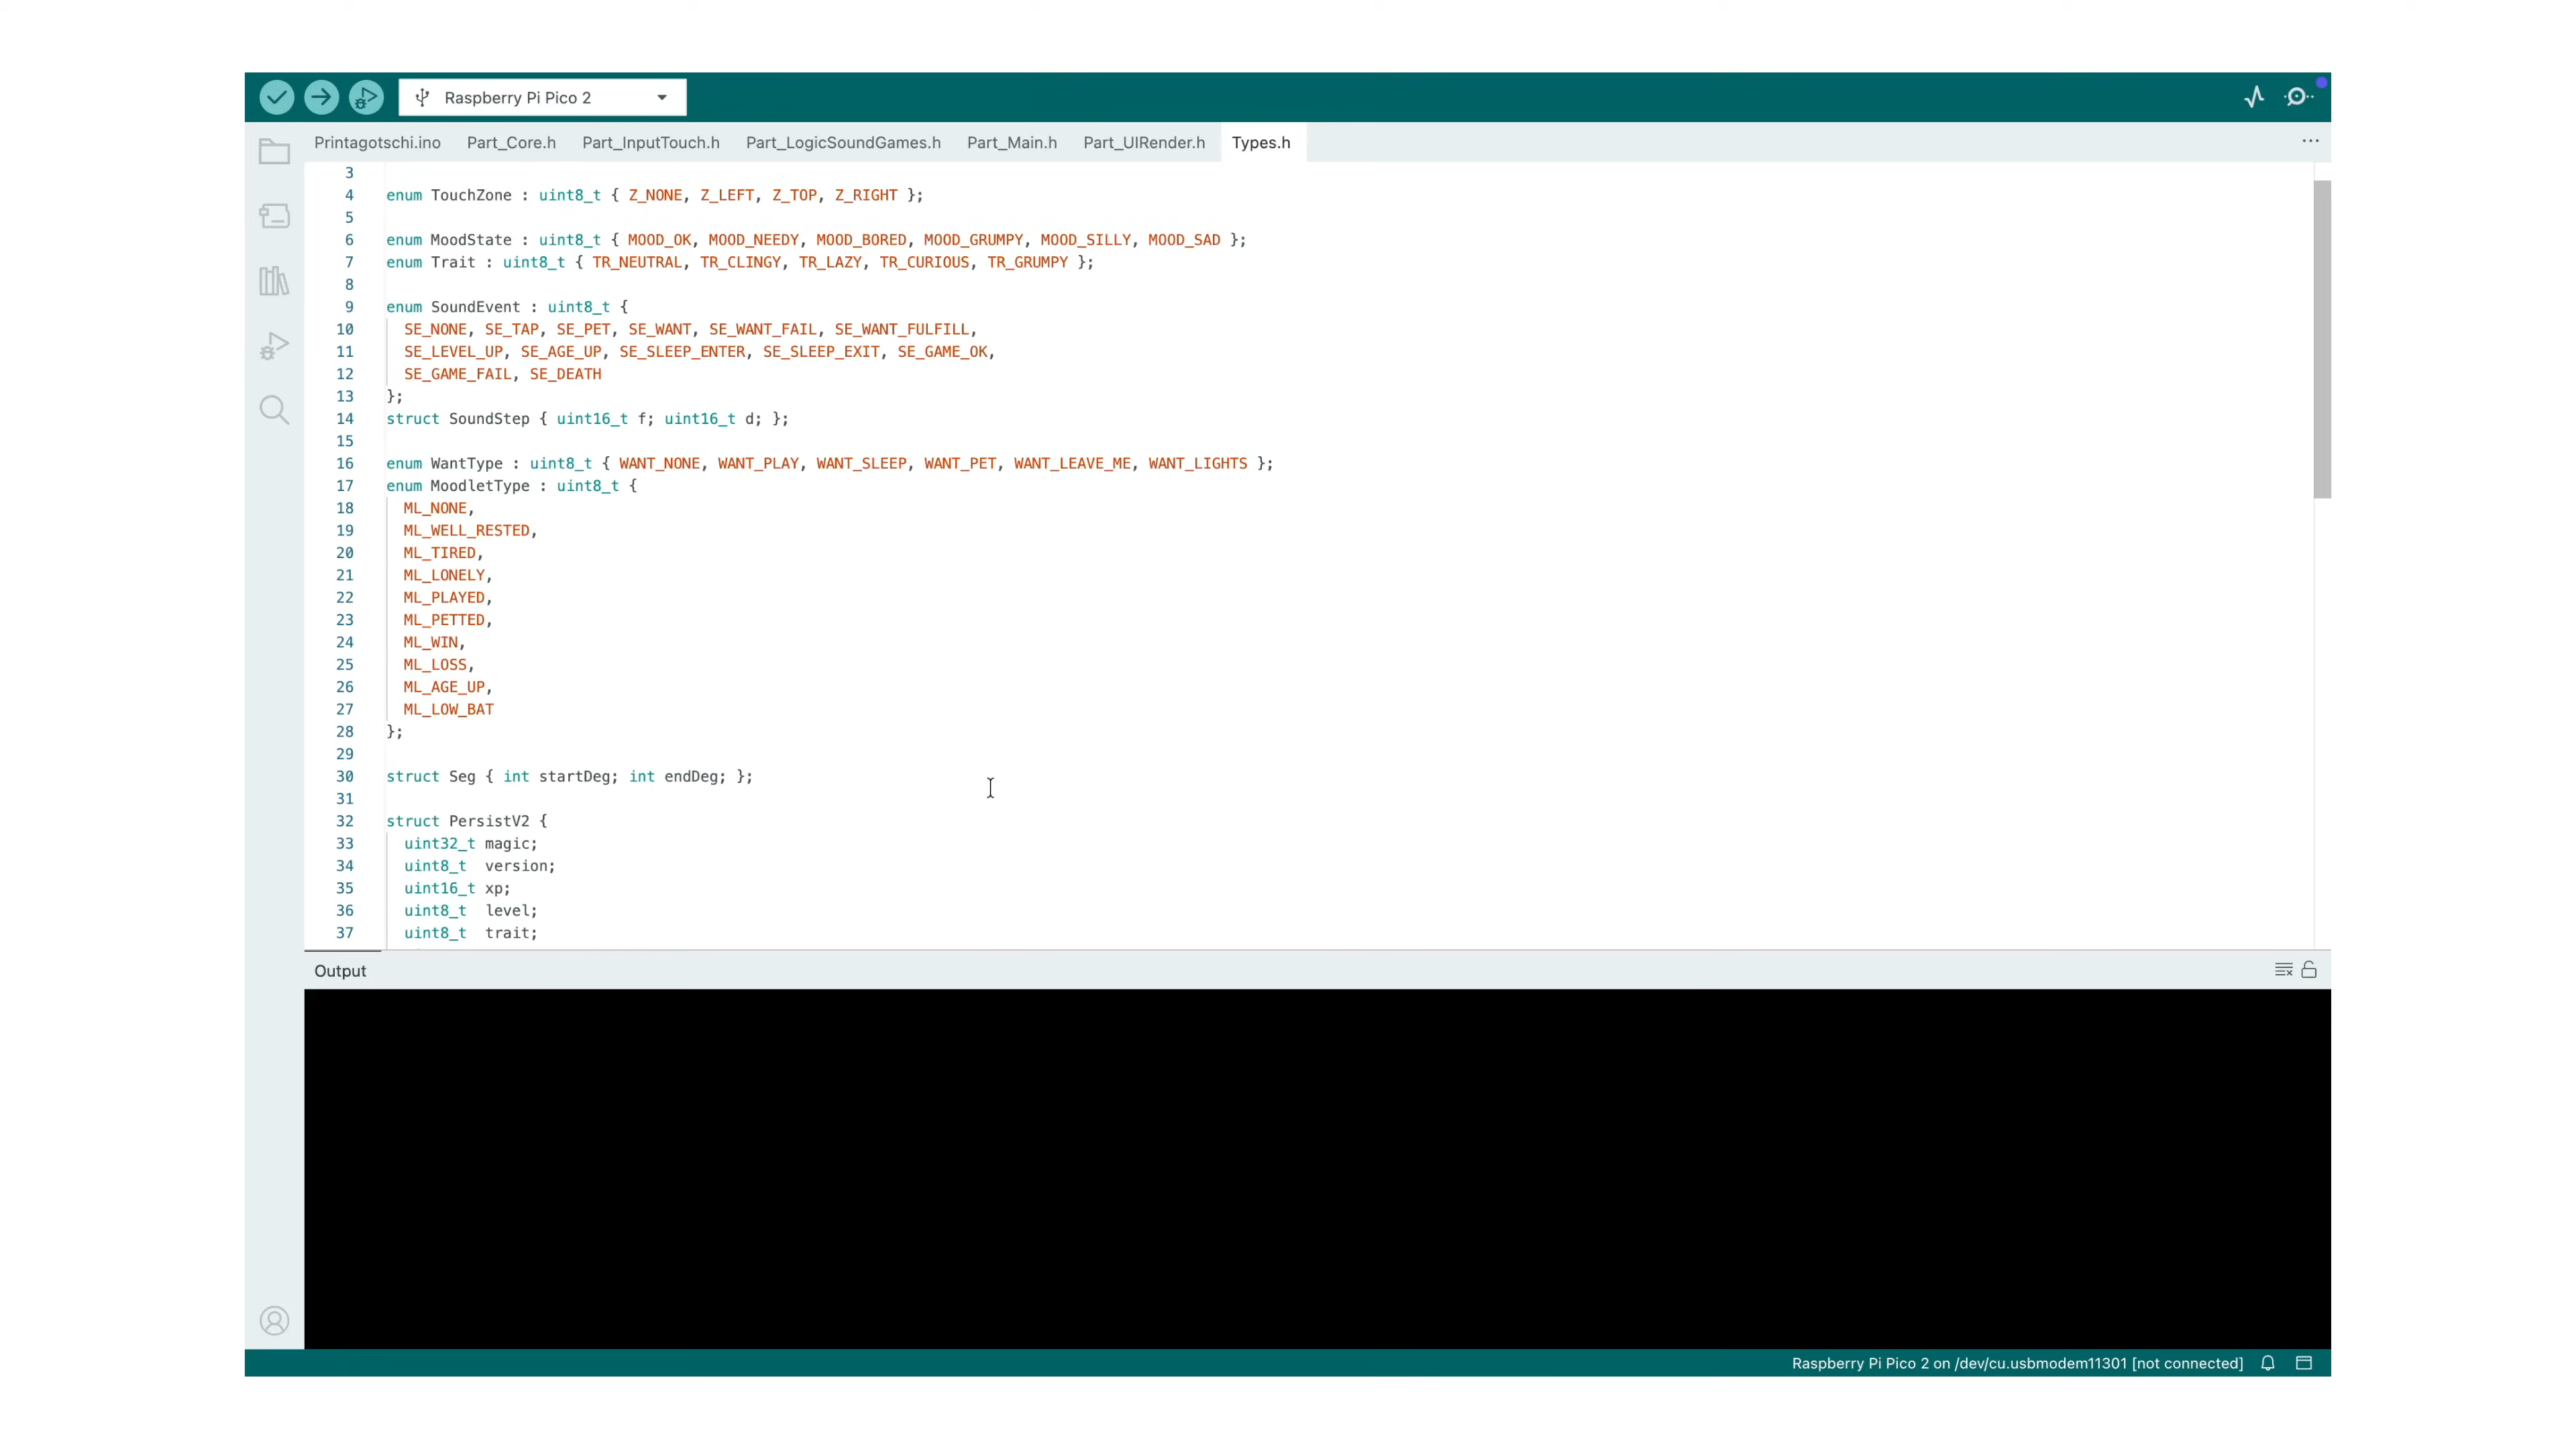 Raspberry Pi Pico 2
Printagotschi.ino Part_Core.h Part_InputTouch.h Part_LogicSoundGames.h Part_Main.h Part_UIRender.h Types.h
3
4 enum TouchZone : uint8_t { Z_NONE, Z_LEFT, Z_TOP, Z_RIGHT };
5
6 enum MoodState : uint8_t { MOOD_OK, MOOD_NEEDY, MOOD_BORED, MOOD_GRUMPY, MOOD_SILLY, MOOD_SAD };
7 enum Trait : uint8_t { TR_NEUTRAL, TR_CLINGY, TR_LAZY, TR_CURIOUS, TR_GRUMPY };
8
9 enum SoundEvent : uint8_t {
10 SE_NONE, SE_TAP, SE_PET, SE_WANT, SE_WANT_FAIL, SE_WANT_FULFILL,
11 SE_LEVEL_UP, SE_AGE_UP, SE_SLEEP_ENTER, SE_SLEEP_EXIT, SE_GAME_OK,
12 SE_GAME_FAIL, SE_DEATH
13 };
14 struct SoundStep { uint16_t f; uint16_t d; };
15
16 enum WantType : uint8_t { WANT_NONE, WANT_PLAY, WANT_SLEEP, WANT_PET, WANT_LEAVE_ME, WANT_LIGHTS };
17 enum MoodletType : uint8_t {
18 ML_NONE,
19 ML_WELL_RESTED,
20 ML_TIRED,
21 ML_LONELY,
22 ML_PLAYED,
23 ML_PETTED,
24 ML_WIN,
25 ML_LOSS,
26 ML_AGE_UP,
27 ML_LOW_BAT
28 };
29
30 struct Seg { int startDeg; int endDeg; };
31
32 struct PersistV2 {
33 uint32_t magic;
34 uint8_t version;
35 uint16_t xp;
36 uint8_t level;
37 uint8_t trait;
Output
Raspberry Pi Pico 2 on /dev/cu.usbmodem11301 [not connected]